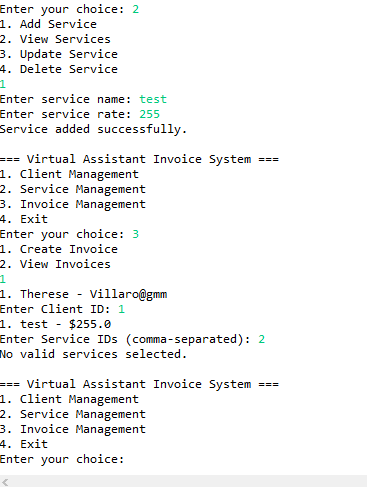 Enter your choice: 2
1. Add Service
2. View Services
3. Update Service
4. Delete Service
1
Enter service name: test
Enter service rate: 255
Service added successfully.
=== Virtual Assistant Invoice System ===
1. Client Management
2. Service Management
3. Invoice Management
4. Exit
Enter your choice: 3
1. Create Invoice
2. View Invoices
1
1. Therese - Villaro@gmm
Enter Client ID: 1
1. test - $255.0
Enter Service IDs (comma-separated): 2
No valid services selected.
=== Virtual Assistant Invoice System ===
1. Client Management
2. Service Management
3. Invoice Management
4. Exit
Enter your choice: